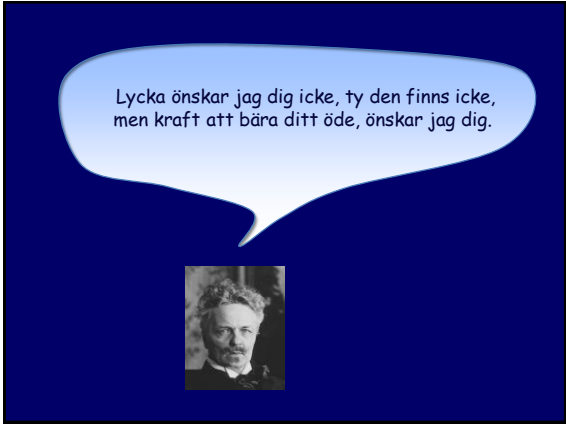 Lycka önskar jag dig icke, ty den finns icke,
men kraft att bära ditt öde, önskar jag dig.